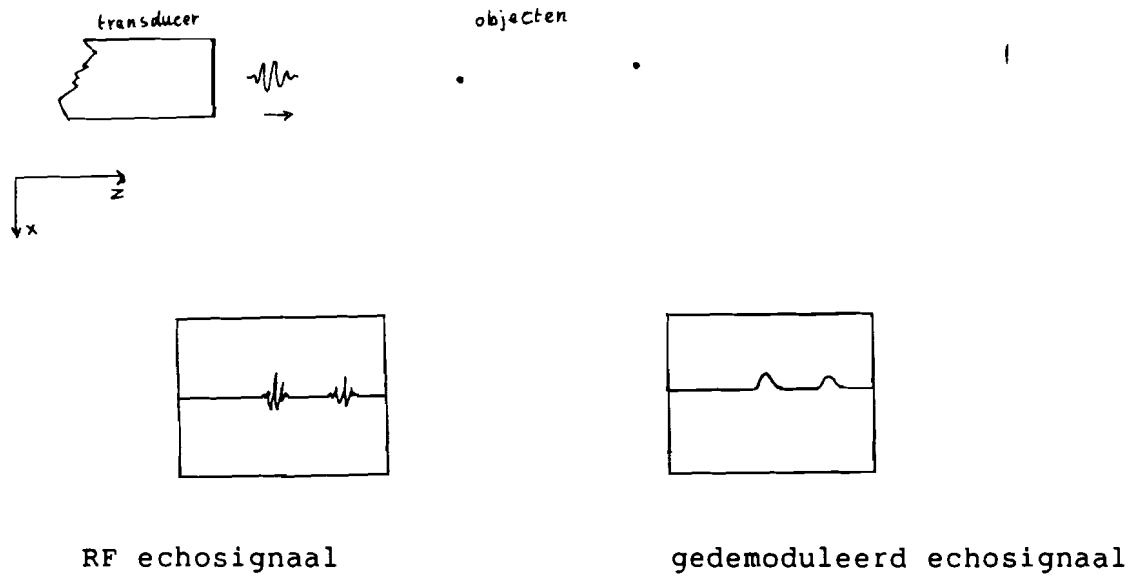 transducer
objecten
z
x
RF echosignaal
gedemoduleerd echosignaal